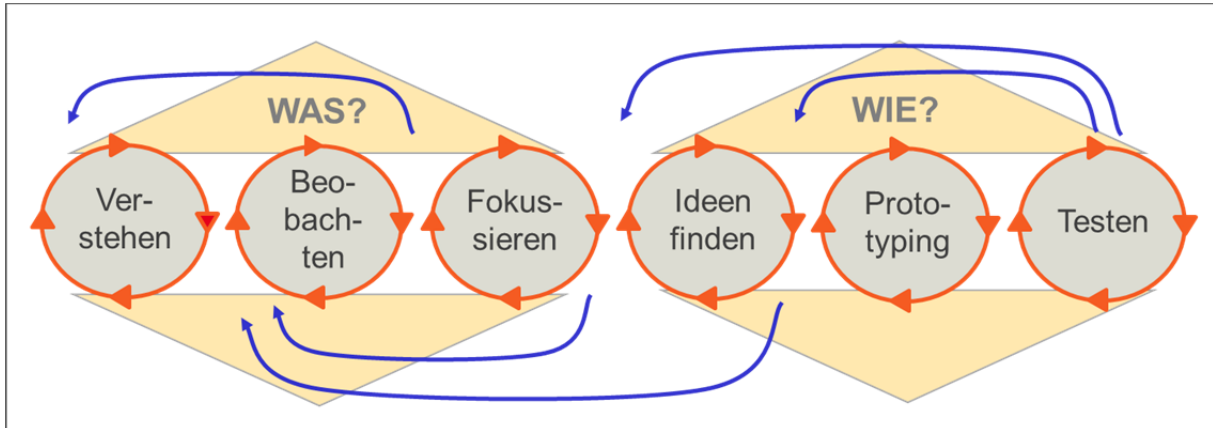 WAS?
WIE?
Ver-
stehen
Beo-
bach-
ten
Fokus-
sieren
Ideen
finden
Proto-
typing
Testen